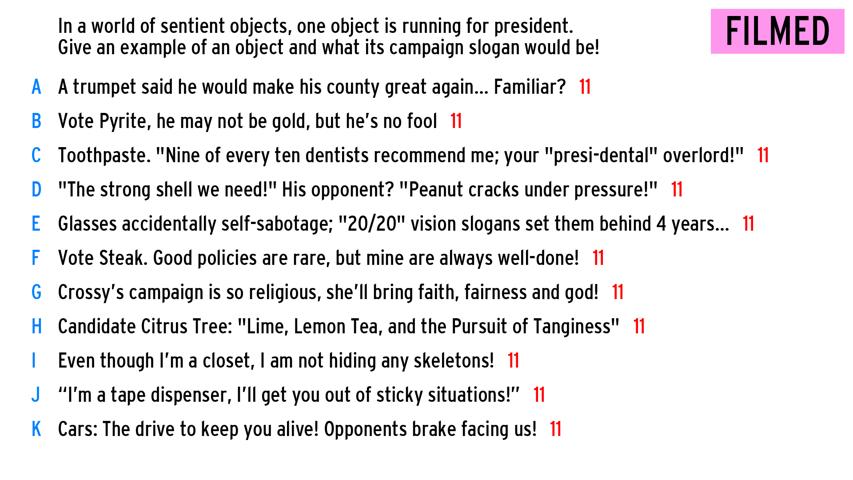 In a world of sentient objects, one object is running for president.
Give an example of an object and what its campaign slogan would be!
FILMED
A A trumpet said he would make his county great again... Familiar? 11
B Vote Pyrite, he may not be gold, but he's no fool 11
C Toothpaste. "Nine of every ten dentists recommend me; your "presi-dental" overlord!" 11
D "The strong shell we need!" His opponent? "Peanut cracks under pressure!" 11
E Glasses accidentally self-sabotage; "20/20" vision slogans set them behind 4 years... 11
F Vote Steak. Good policies are rare, but mine are always well-done! 11
G Crossy's campaign is so religious, she'll bring faith, fairness and god! 11
H Candidate Citrus Tree: "Lime, Lemon Tea, and the Pursuit of Tanginess" 11
I Even though I'm a closet, I am not hiding any skeletons! 11
J “I'm a tape dispenser, I'll get you out of sticky situations!” 11
K Cars: The drive to keep you alive! Opponents brake facing us! 11